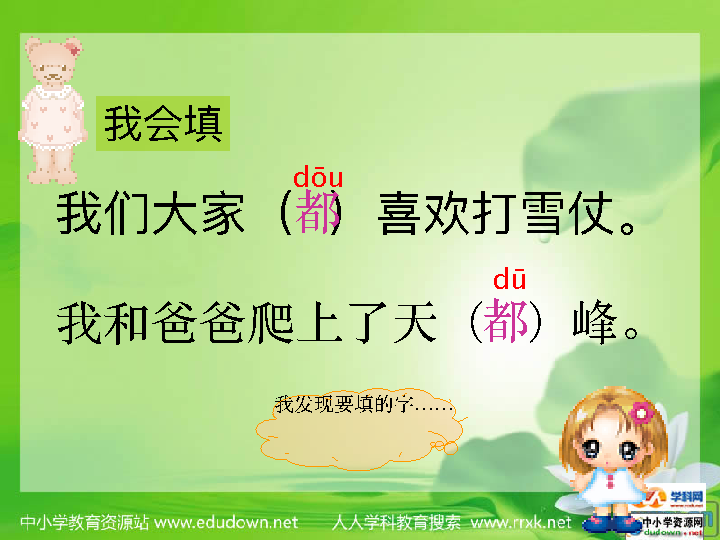 我会填
dōu
我们大家（都）喜欢打雪仗。
dū
我和爸爸爬上了天（都）峰。
我发现要填的字……
学科网
中小学资源网
edudown.net
中小学教育资源站 www.edudown.net 人人学科教育搜索 www.rrxk.net